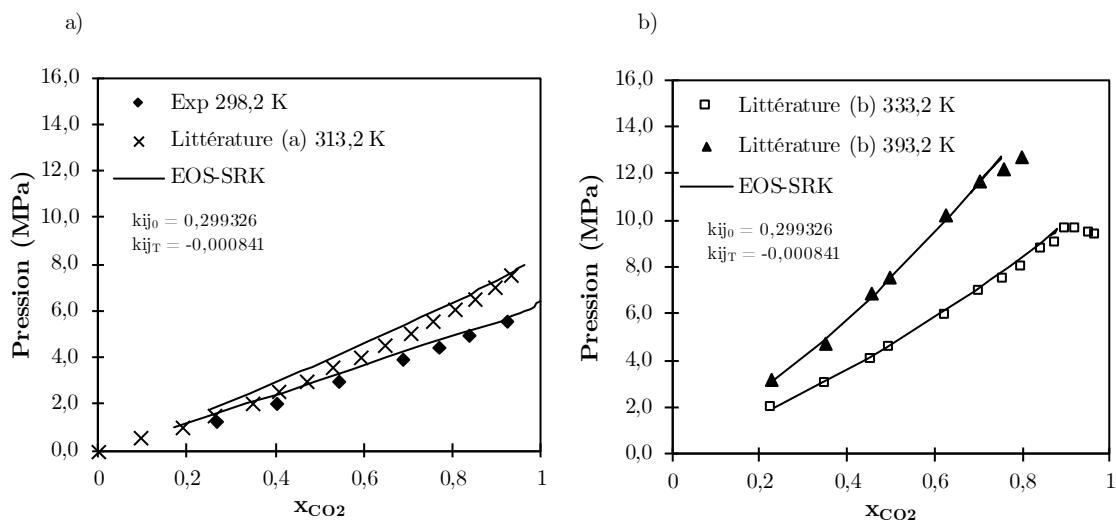 a)
16,0
14,0
12,0
10,0
8,0
6,0
4,0
2,0
0,0
Pression (MPa)
Exp 298,2 K
Littérature (a) 313,2 K
EOS-SRK
kij0 = 0,299326
kijT = -0,000841
0
0,2
0,4
0,6
0,8
1
xCO2
b)
16,0
14,0
12,0
10,0
8,0
6,0
4,0
2,0
0,0
Pression (MPa)
Littérature (b) 333,2 K
Littérature (b) 393,2 K
EOS-SRK
kij0 = 0,299326
kijT = -0,000841
0
0,2
0,4
0,6
0,8
1
xCO2